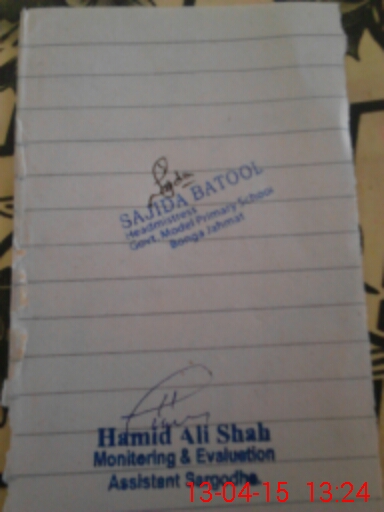 SAJIDA BATOOL
Headmistress
Govt. Model Primary School
Bonga Jahmat
Hamid Ali Shah
Monitering & Evaluation
Assistent Sargodha.
13-04-15 13:24